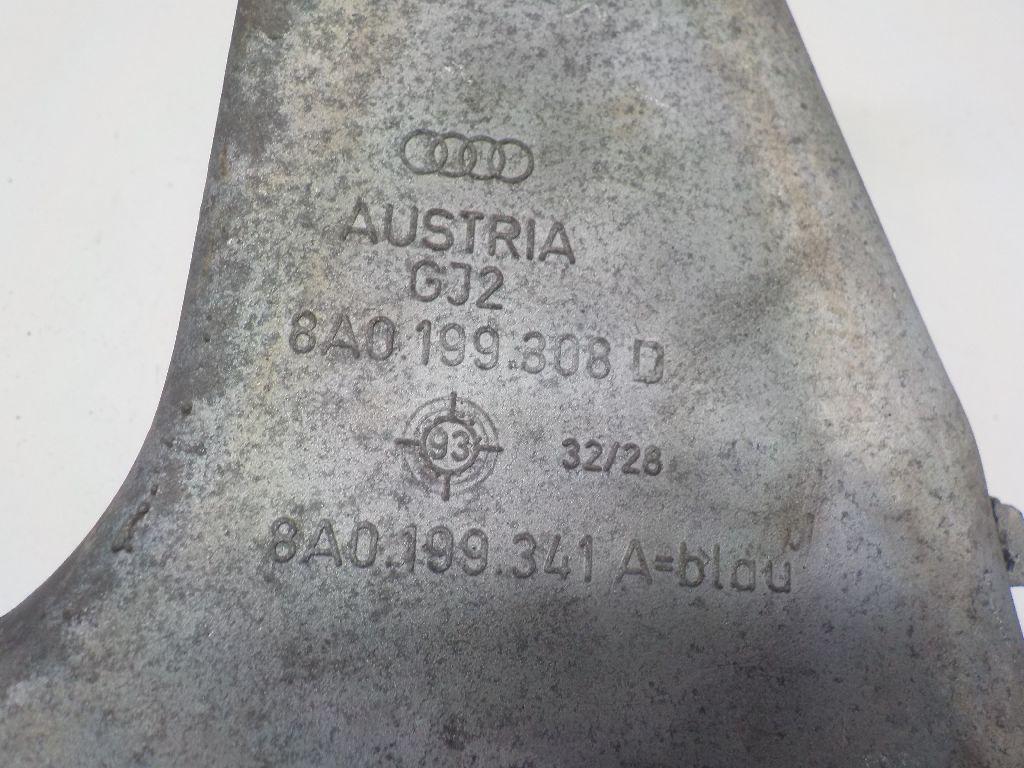 AUSTRIA
GJ2
8A0.199.308 D
93
32/28
8A0.199.341 A=blau